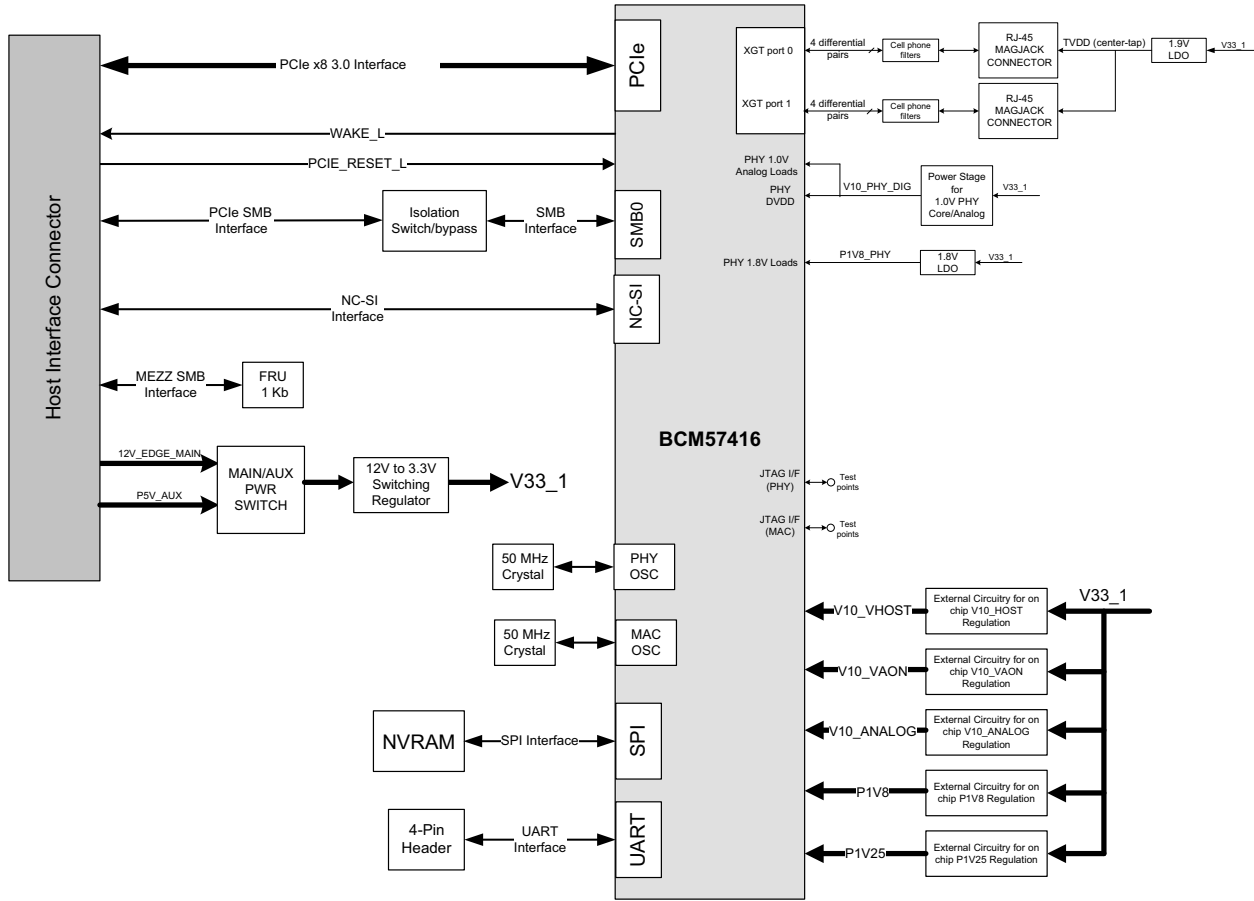 Host Interface Connector
PCIe x8 3.0 Interface
WAKE_L
PCIE_RESET_L
PCIe SMB
Interface
Isolation
Switch/bypass
SMB
Interface
NC-SI
Interface
MEZZ SMB
Interface
FRU
1 Kb
12V_EDGE_MAIN
P5V_AUX
MAIN/AUX
PWR
SWITCH
12V to 3.3V
Switching
Regulator
V33_1
50 MHz
Crystal
50 MHz
Crystal
NVRAM
SPI Interface
4-Pin
Header
UART
Interface
PCIe
SMB0
NC-SI
BCM57416
PHY
OSC
MAC
OSC
SPI
UART
XGT port 0
XGT port 1
4 differential
pairs
Cell phone
filters
RJ-45
MAGJACK
CONNECTOR
TVDD (center-tap)
1.9V
LDO
V33_1
4 differential
pairs
Cell phone
filters
RJ-45
MAGJACK
CONNECTOR
PHY 1.0V
Analog Loads
PHY
DVDD
V10_PHY_DIG
Power Stage
for
1.0V PHY
Core/Analog
V33_1
PHY 1.8V Loads
P1V8_PHY
1.8V
LDO
V33_1
JTAG I/F
(PHY)
Test
points
JTAG I/F
(MAC)
Test
points
V33_1
V10_VHOST
External Circuitry for on
chip V10_HOST
Regulation
V10_VAON
External Circuitry for on
chip V10_VAON
Regulation
V10_ANALOG
External Circuitry for on
chip V10_ANALOG
Regulation
P1V8
External Circuitry for on
chip P1V8 Regulation
P1V25
External Circuitry for on
chip P1V25 Regulation